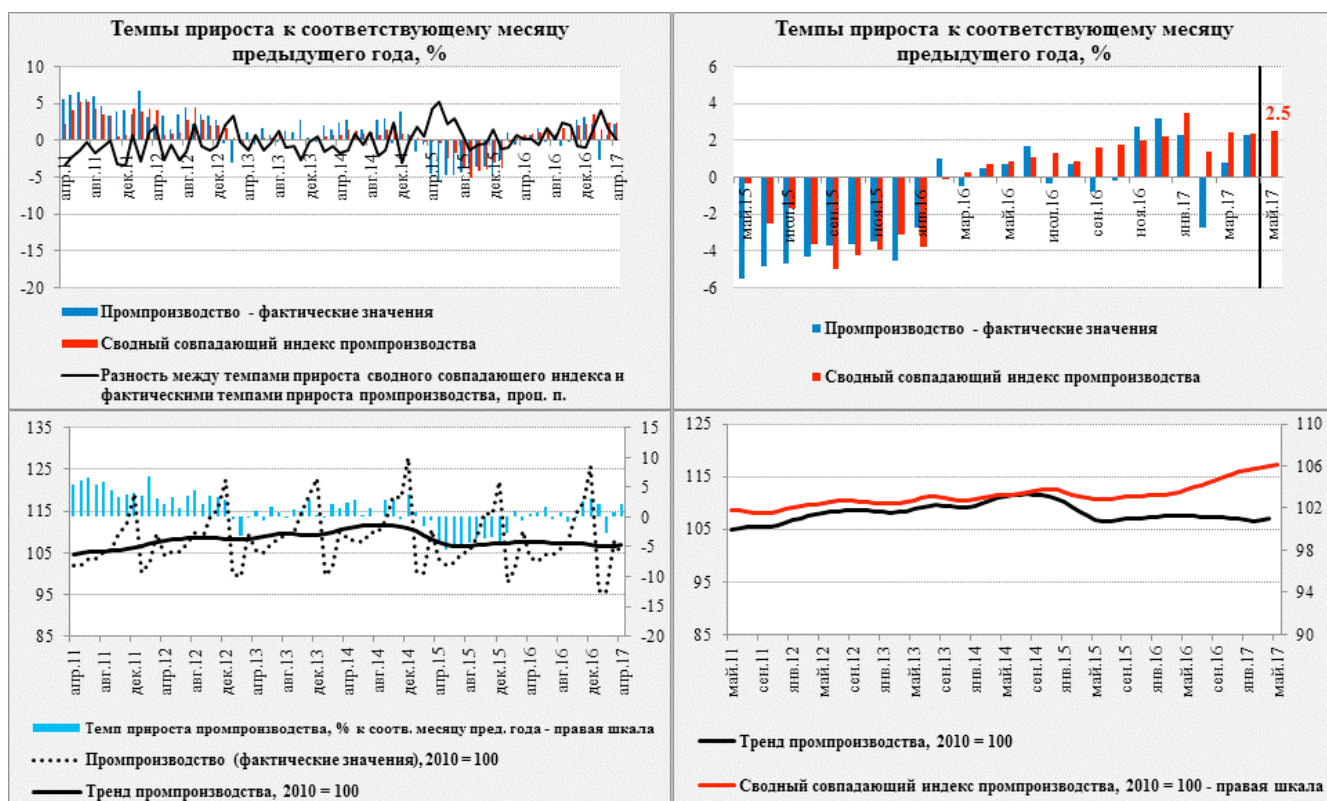 Темпы прироста к соответствующему месяцу
предыдущего года, %
10
5
0
-5
-10
-15
-20
апр.11
авг.11
дек.11
апр.12
авг.12
дек.12
апр.13
авг.13
дек.13
апр.14
авг.14
дек.14
апр.15
авг.15
дек.15
апр.16
авг.16
дек.16
апр.17
Промпроизводство - фактические значения
Сводный совпадающий индекс промпроизводства
Разность между темпами прироста сводного совпадающего индекса и
фактическими темпами прироста промпроизводства, проц. п.
Темпы прироста к соответствующему месяцу
предыдущего года, %
6
4
2
0
-2
-4
-6
2.5
май.15
июл.15
сен.15
ноя.15
янв.16
мар.16
май.16
июл.16
сен.16
ноя.16
янв.17
мар.17
май.17
Промпроизводство - фактические значения
Сводный совпадающий индекс промпроизводства
135
125
115
105
95
85
15
10
5
0
-5
-10
-15
-20
апр.11
авг.11
дек.11
апр.12
авг.12
дек.12
апр.13
авг.13
дек.13
апр.14
авг.14
дек.14
апр.15
авг.15
дек.15
апр.16
авг.16
дек.16
апр.17
Темп прироста промпроизводства, % к соотв. месяцу пред. года - правая шкала
Промпроизводство (фактические значения), 2010 = 100
Тренд промпроизводства, 2010 = 100
125
115
105
95
85
110
106
102
98
94
90
май.11
сен.11
янв.12
май.12
сен.12
янв.13
май.13
сен.13
янв.14
май.14
сен.14
янв.15
май.15
сен.15
янв.16
май.16
сен.16
янв.17
май.17
Тренд промпроизводства, 2010 = 100
Сводный совпадающий индекс промпроизводства, 2010 = 100 - правая шкала